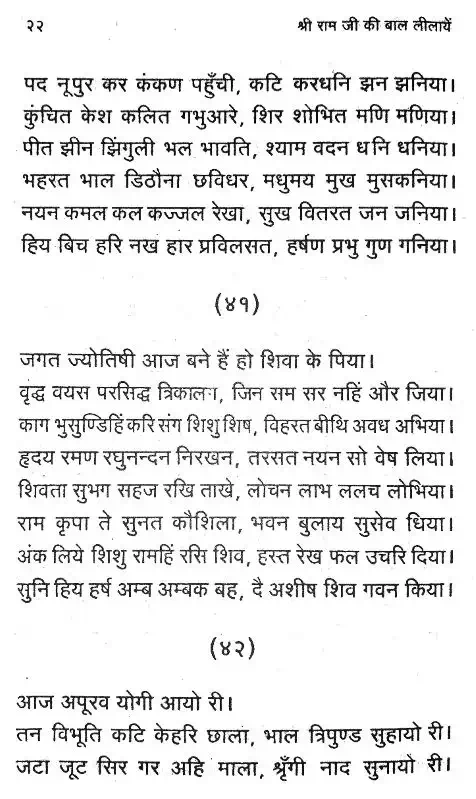 २२
श्री राम जी की बाल लीलायें
पद नूपुर कर कंकण पहुँची, कटि करधनि झन झनिया।
कुंचित केश कलित गभुआरे, शिर शोभित मणि मणिया।
पीत झीन झिंगुली भल भावति, श्याम वदन धनि धनिया।
भहरत भाल डिठौना छविधर, मधुमय मुख मुसकनिया।
नयन कमल कल कज्जल रेखा, सुख वितरत जन जनिया।
हिय बिच हरि नख हार प्रविलसत, हर्षण प्रभु गुण गनिया।
(४१)
जगत ज्योतिषी आज बने हैं हो शिवा के पिया।
वृद्ध वयस परसिद्ध त्रिकालग, जिन सम सर नहिं और जिया।
काग भुसुण्डिहिं करि संग शिशु शिष, विहरत बीथि अवध अभिया।
हृदय रमण रघुनन्दन निरखन, तरसत नयन सो वेष लिया।
शिवता सुभग सहज रखि ताखे, लोचन लाभ ललच लोभिया।
राम कृपा ते सुनत कौशिला, भवन बुलाय सुसेव धिया।
अंक लिये शिशु रामहिं रसि शिव, हस्त रेख फल उचरि दिया।
सुनि हिय हर्ष अम्ब अम्बक बह, दै अशीष शिव गवन किया।
(४२)
आज अपूरव योगी आयो री।
तन विभूति कटि केहरि छाला, भाल त्रिपुण्ड सुहायो री।
जटा जूट सिर गर अहि माला, श्रृँगी नाद सुनायो री।